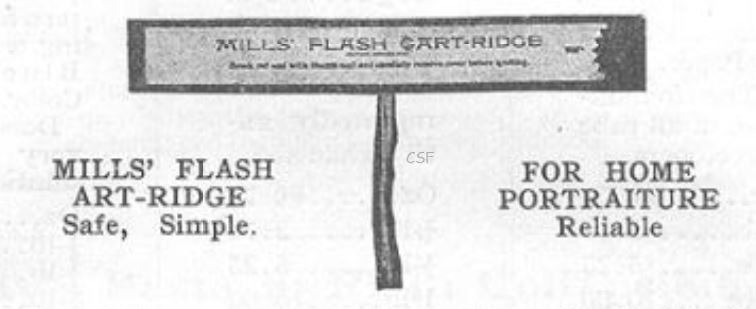 MILLS' FLASH CART-RIDGE
CSF
MILLS' FLASH
ART-RIDGE
Safe, Simple.
FOR HOME
PORTRAITURE
Reliable